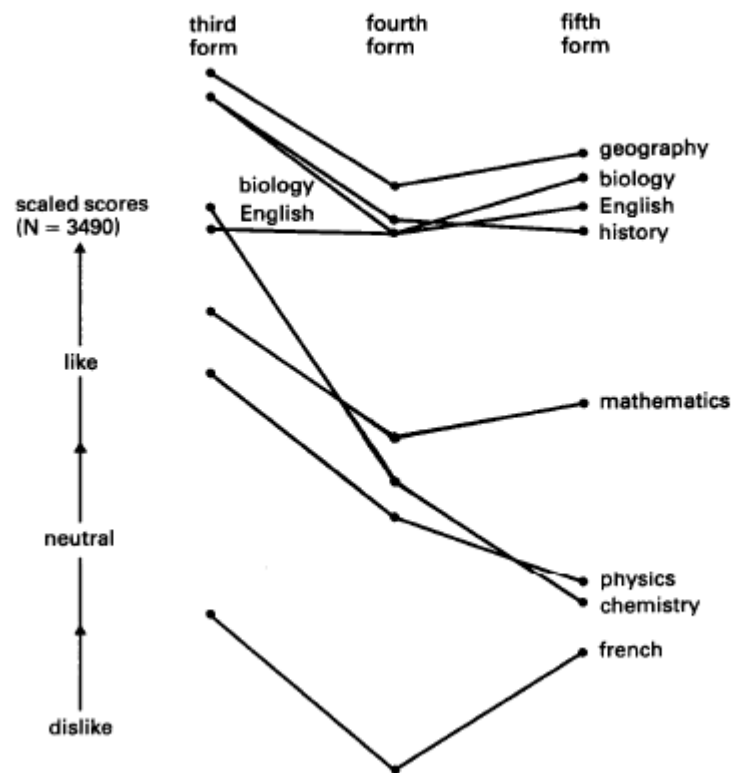 third
form
fourth
form
fifth
form
geography
biology
English
history
biology
English
scaled scores
(N = 3490)
like
mathematics
neutral
physics
chemistry
french
dislike